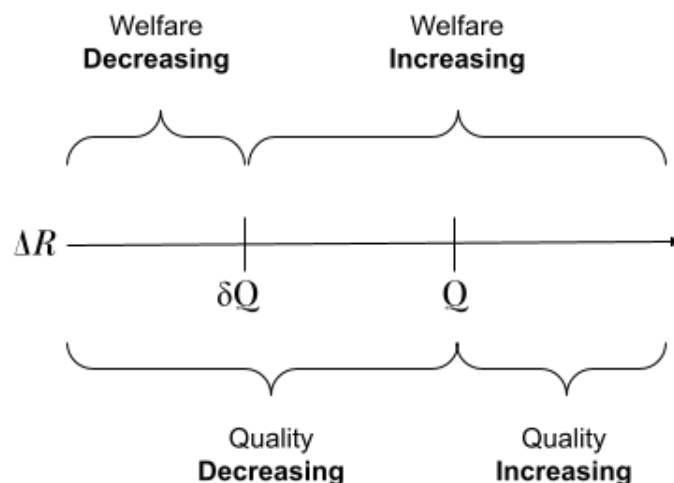 Welfare
Decreasing
Welfare
Increasing
ΔR
δQ
Q
Quality
Decreasing
Quality
Increasing